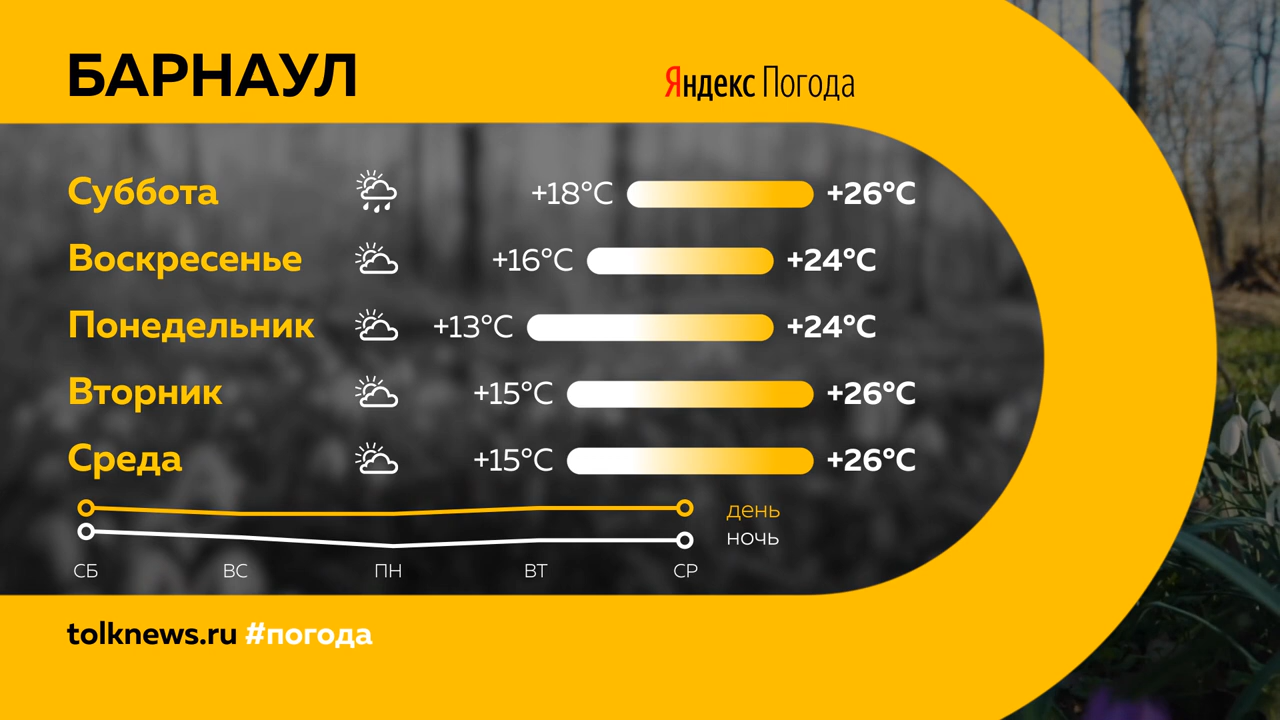 БАРНАУЛ
Яндекс Погода
Суббота +18°C +26°C
Воскресенье +16°C +24°C
Понедельник +13°C +24°C
Вторник +15°C +26°C
Среда +15°C +26°C
день
ночь
СБ ВС ПН ВТ СР
tolknews.ru #погода